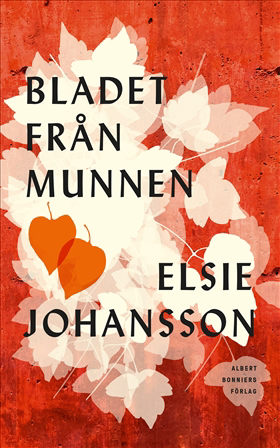 BLADET
FRÅN
MUNNEN
ELSIE
JOHANSSON
ALBERT
BONNIERS
FÖRLAG